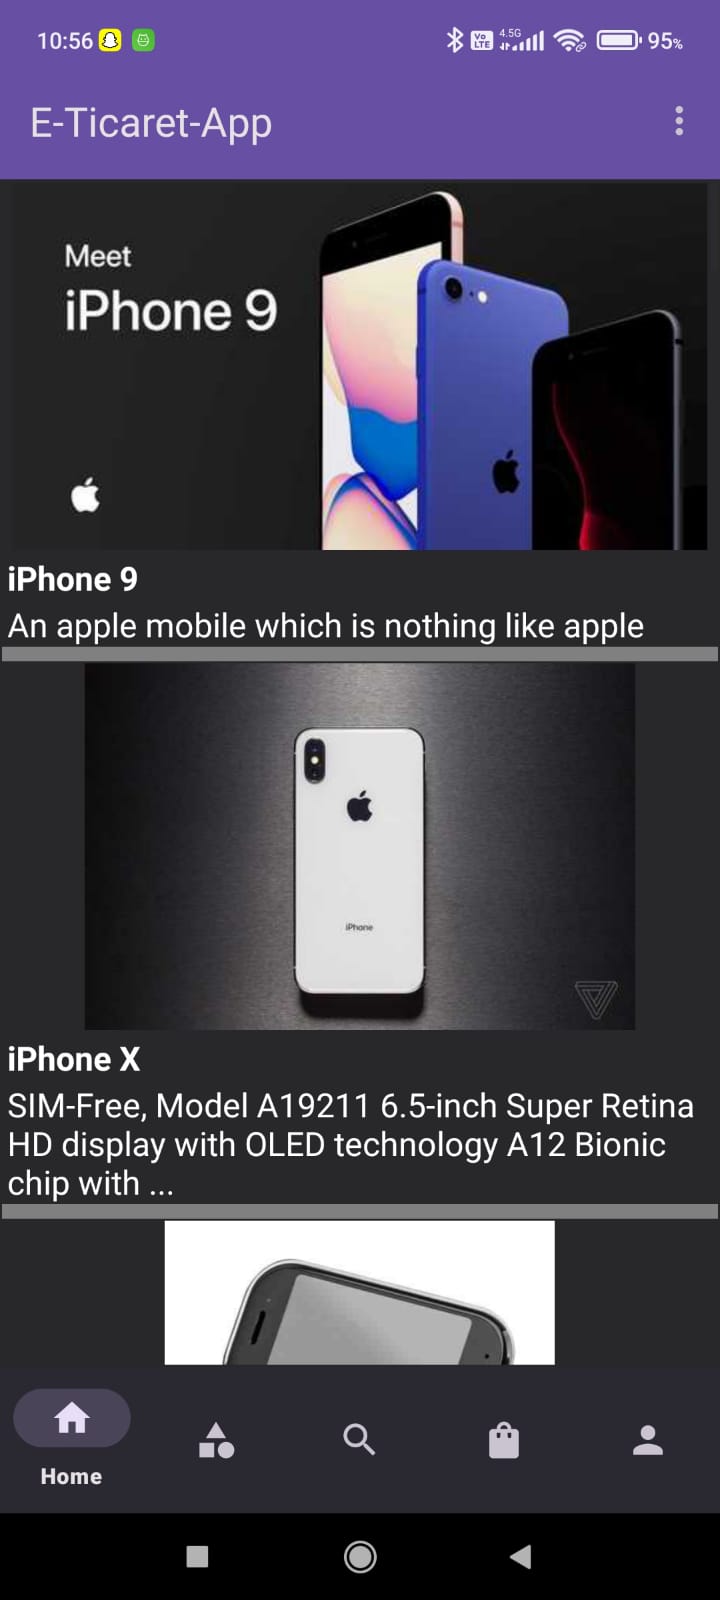 10:56
Vo LTE
4.5G
95%
E-Ticaret-App
Meet
iPhone 9
iPhone 9
An apple mobile which is nothing like apple
iPhone
iPhone X
SIM-Free, Model A19211 6.5-inch Super Retina
HD display with OLED technology A12 Bionic
chip with ...
Home